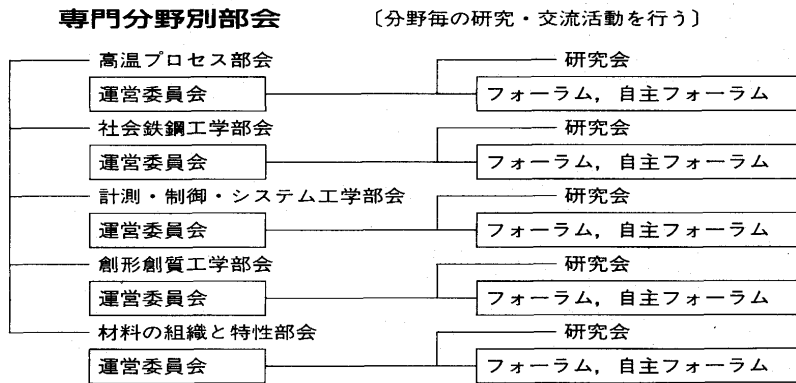 専門分野別部会 〔分野毎の研究・交流活動を行う〕
高温プロセス部会 研究会
運営委員会 フォーラム，自主フォーラム
社会鉄鋼工学部会 研究会
運営委員会 フォーラム，自主フォーラム
計測・制御・システム工学部会 研究会
運営委員会 フォーラム，自主フォーラム
創形創質工学部会 研究会
運営委員会 フォーラム，自主フォーラム
材料の組織と特性部会 研究会
運営委員会 フォーラム，自主フォーラム